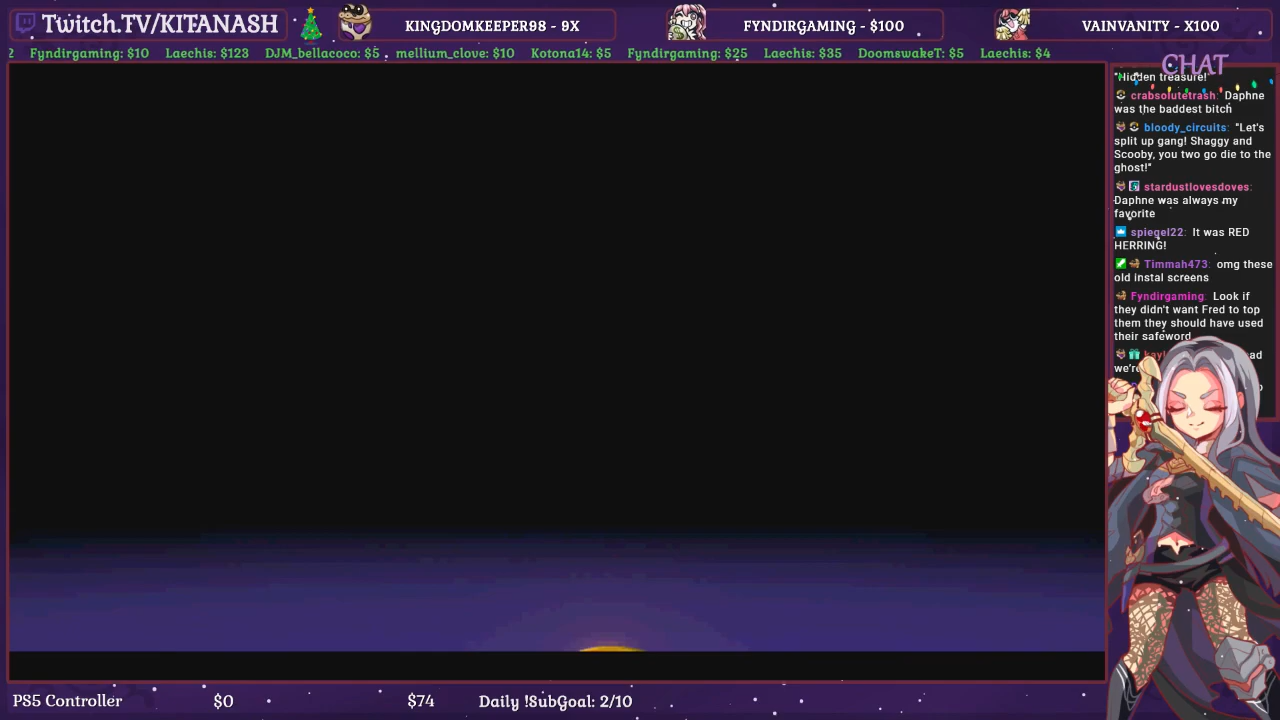 Twitch.TV/KITANASH
KINGDOMKEEPER98 - 9X
FYNDIRGAMING - $100
VAINVANITY - X100
2 Fyndirgaming: $10 Laechis: $123 DJM_bellacoco: $5 mellium_clove: $10 Kotona14: $5 Fyndirgaming: $25 Laechis: $35 DoomswakeT: $5 Laechis: $4
CHAT
"Hidden treasure!"
crabsolutetrash: Daphne
was the baddest bitch
bloody_circuits: "Let's
split up gang! Shaggy and
Scooby, you two go die to the
ghost!"
stardustlovesdoves:
Daphne was always my
favorite
spiegel22: It was RED
HERRING!
Timmah473: omg these
old instal screens
Fyndirgaming: Look if
they didn't want Fred to top
them they should have used
their safeword
we're
PS5 Controller
$0
$74
Daily !SubGoal: 2/10